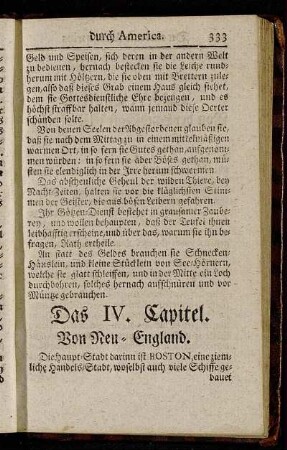 durch America. 333
Geld und Speisen, sich deren in der andern Welt
zu bedienen, hernach bestecken sie die Leiche rund-
herum mit Höltzern, die sie oben mit Brettern zule-
gen, also daß dieses Grab einem Haus gleich siehet,
dem sie Gottesdienstliche Ehre bezeugen, und es
höchst straffbar halten, wann jemand diese Oerter
schänden solte.
Von denen Seelen der Abgestorbenen glauben sie,
daß sie nach dem Mittag zu in einem mittelmäßigen
warmen Ort, in so fern sie Gutes gethan, aufgenom-
men würden: in so fern sie aber Böses gethan, mü-
sten sie elendiglich in der Irre herum schwermen.
Das abscheuliche Geheul der wilden Thiere, bey
Nacht-Zeiten, halten sie vor die kläglichsten Stim-
men der Geister, die aus bösen Leibern gefahren.
Ihr Götzen-Dienst bestehet in grausamer Zaube-
rey, und wollen behaupten, daß der Teufel ihnen
leibhafftig erscheine, und über das, warum sie ihn be-
fragen, Rath ertheile.
An statt des Geldes brauchen sie Schnecken-
Häuslein, und kleine Stücklein von See-Hörnern,
welche sie glatt schleiffen, und in der Mitte ein Loch
durchbohren, solches hernach aufschnüren und vor
Müntze gebrauchen.
Das IV. Capitel.
Von Neu-England.
Die Haupt-Stadt darinn ist BOSTON, eine ziem-
liche Handels-Stadt, woselbst auch viele Schiffe ge-
bauet